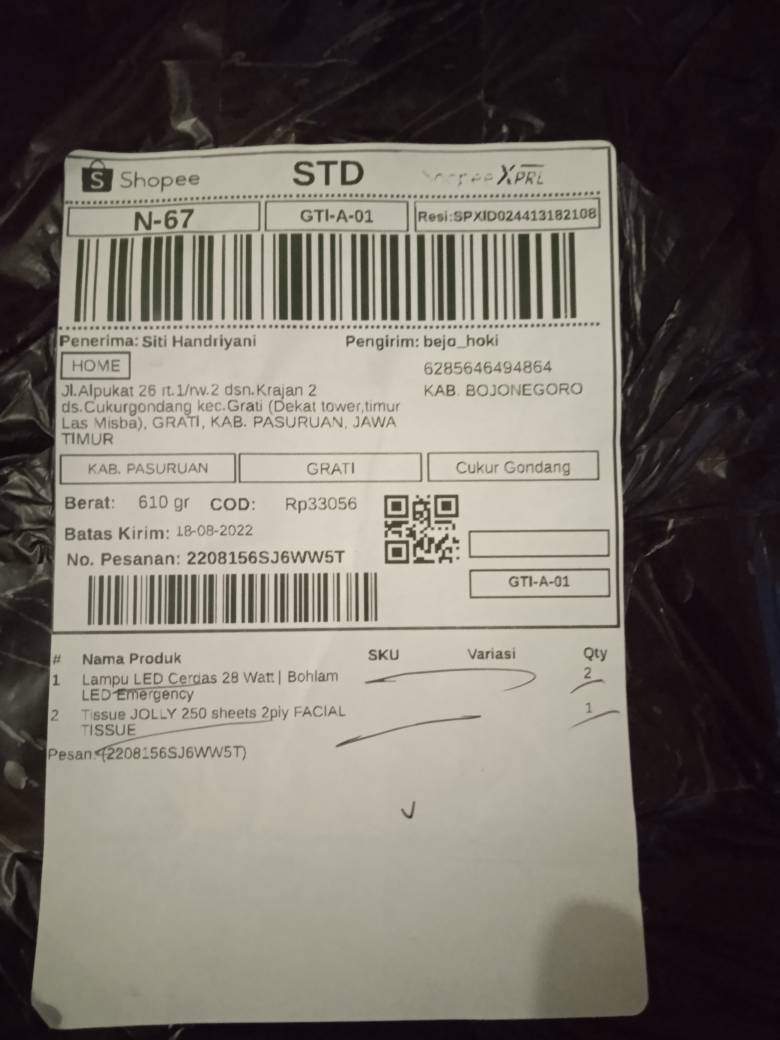 Shopee STD XPRE
N-67 GTI-A-01 Resi:SPXID024413182108
Penerima: Siti Handriyani Pengirim: bejo_hoki
HOME 6285646494864
Jl.Alpukat 26 rt.1/rw.2 dsn.Krajan 2 KAB. BOJONEGORO
ds.Cukurgondang kec.Grati (Dekat tower,timur
Las Misba), GRATI, KAB. PASURUAN, JAWA
TIMUR
KAB. PASURUAN GRATI Cukur Gondang
Berat: 610 gr COD: Rp33056
Batas Kirim: 18-08-2022
No. Pesanan: 2208156SJ6WW5T
GTI-A-01
# Nama Produk SKU Variasi Qty
1 Lampu LED Cerdas 28 Watt | Bohlam 2
LED Emergency
2 Tissue JOLLY 250 sheets 2ply FACIAL 1
TISSUE
Pesan: (2208156SJ6WW5T)